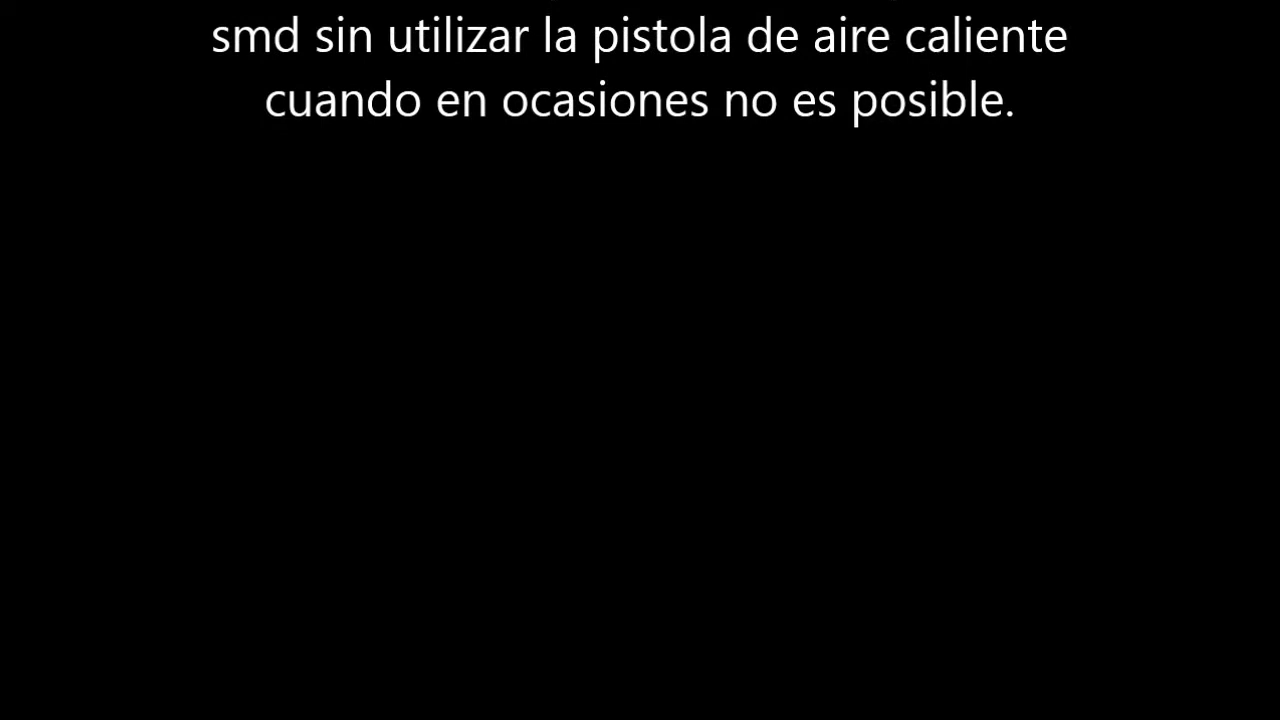 smd sin utilizar la pistola de aire caliente
cuando en ocasiones no es posible.